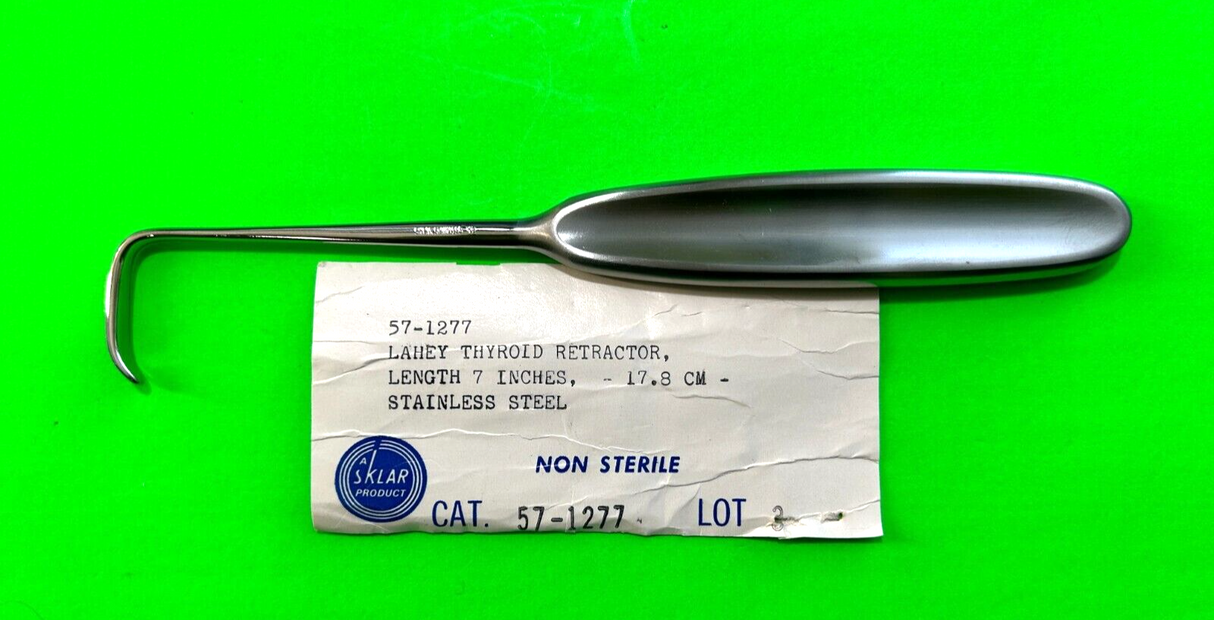 57-1277
LAHEY THYROID RETRACTOR,
LENGTH 7 INCHES, - 17.8 CM -
STAINLESS STEEL
NON STERILE
A
SKLAR
PRODUCT
CAT. 57-1277
LOT